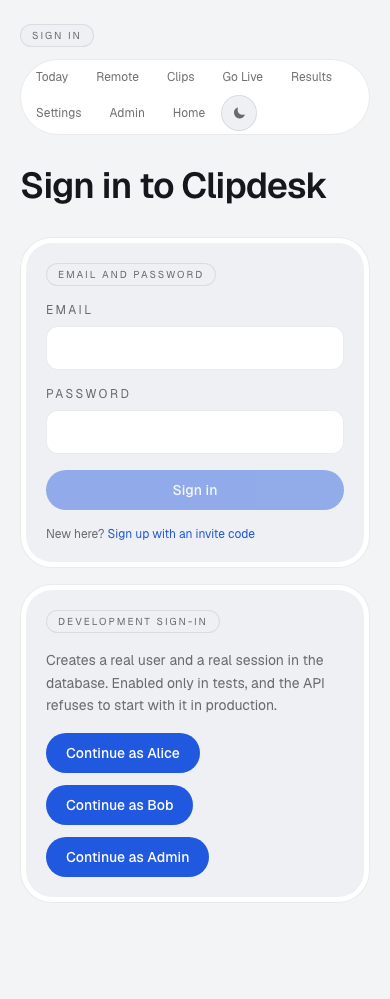 SIGN IN
Today Remote Clips Go Live Results
Settings Admin Home
Sign in to Clipdesk
EMAIL AND PASSWORD
EMAIL
PASSWORD
Sign in
New here? Sign up with an invite code
DEVELOPMENT SIGN-IN
Creates a real user and a real session in the
database. Enabled only in tests, and the API
refuses to start with it in production.
Continue as Alice
Continue as Bob
Continue as Admin